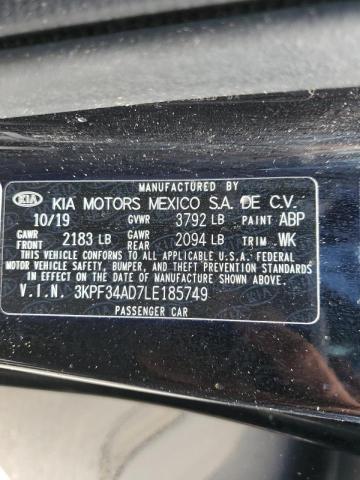 MANUFACTURED BY
KIA KIA MOTORS MEXICO S.A. DE C.V.
10/19 GVWR 3792 LB PAINT ABP
GAWR FRONT 2183 LB GAWR REAR 2094 LB TRIM WK
THIS VEHICLE CONFORMS TO ALL APPLICABLE U.S.A. FEDERAL
MOTOR VEHICLE SAFETY, BUMPER, AND THEFT PREVENTION STANDARDS
IN EFFECT ON THE DATE OF MANUFACTURE SHOWN ABOVE.
V.I.N. 3KPF34AD7LE185749
PASSENGER CAR